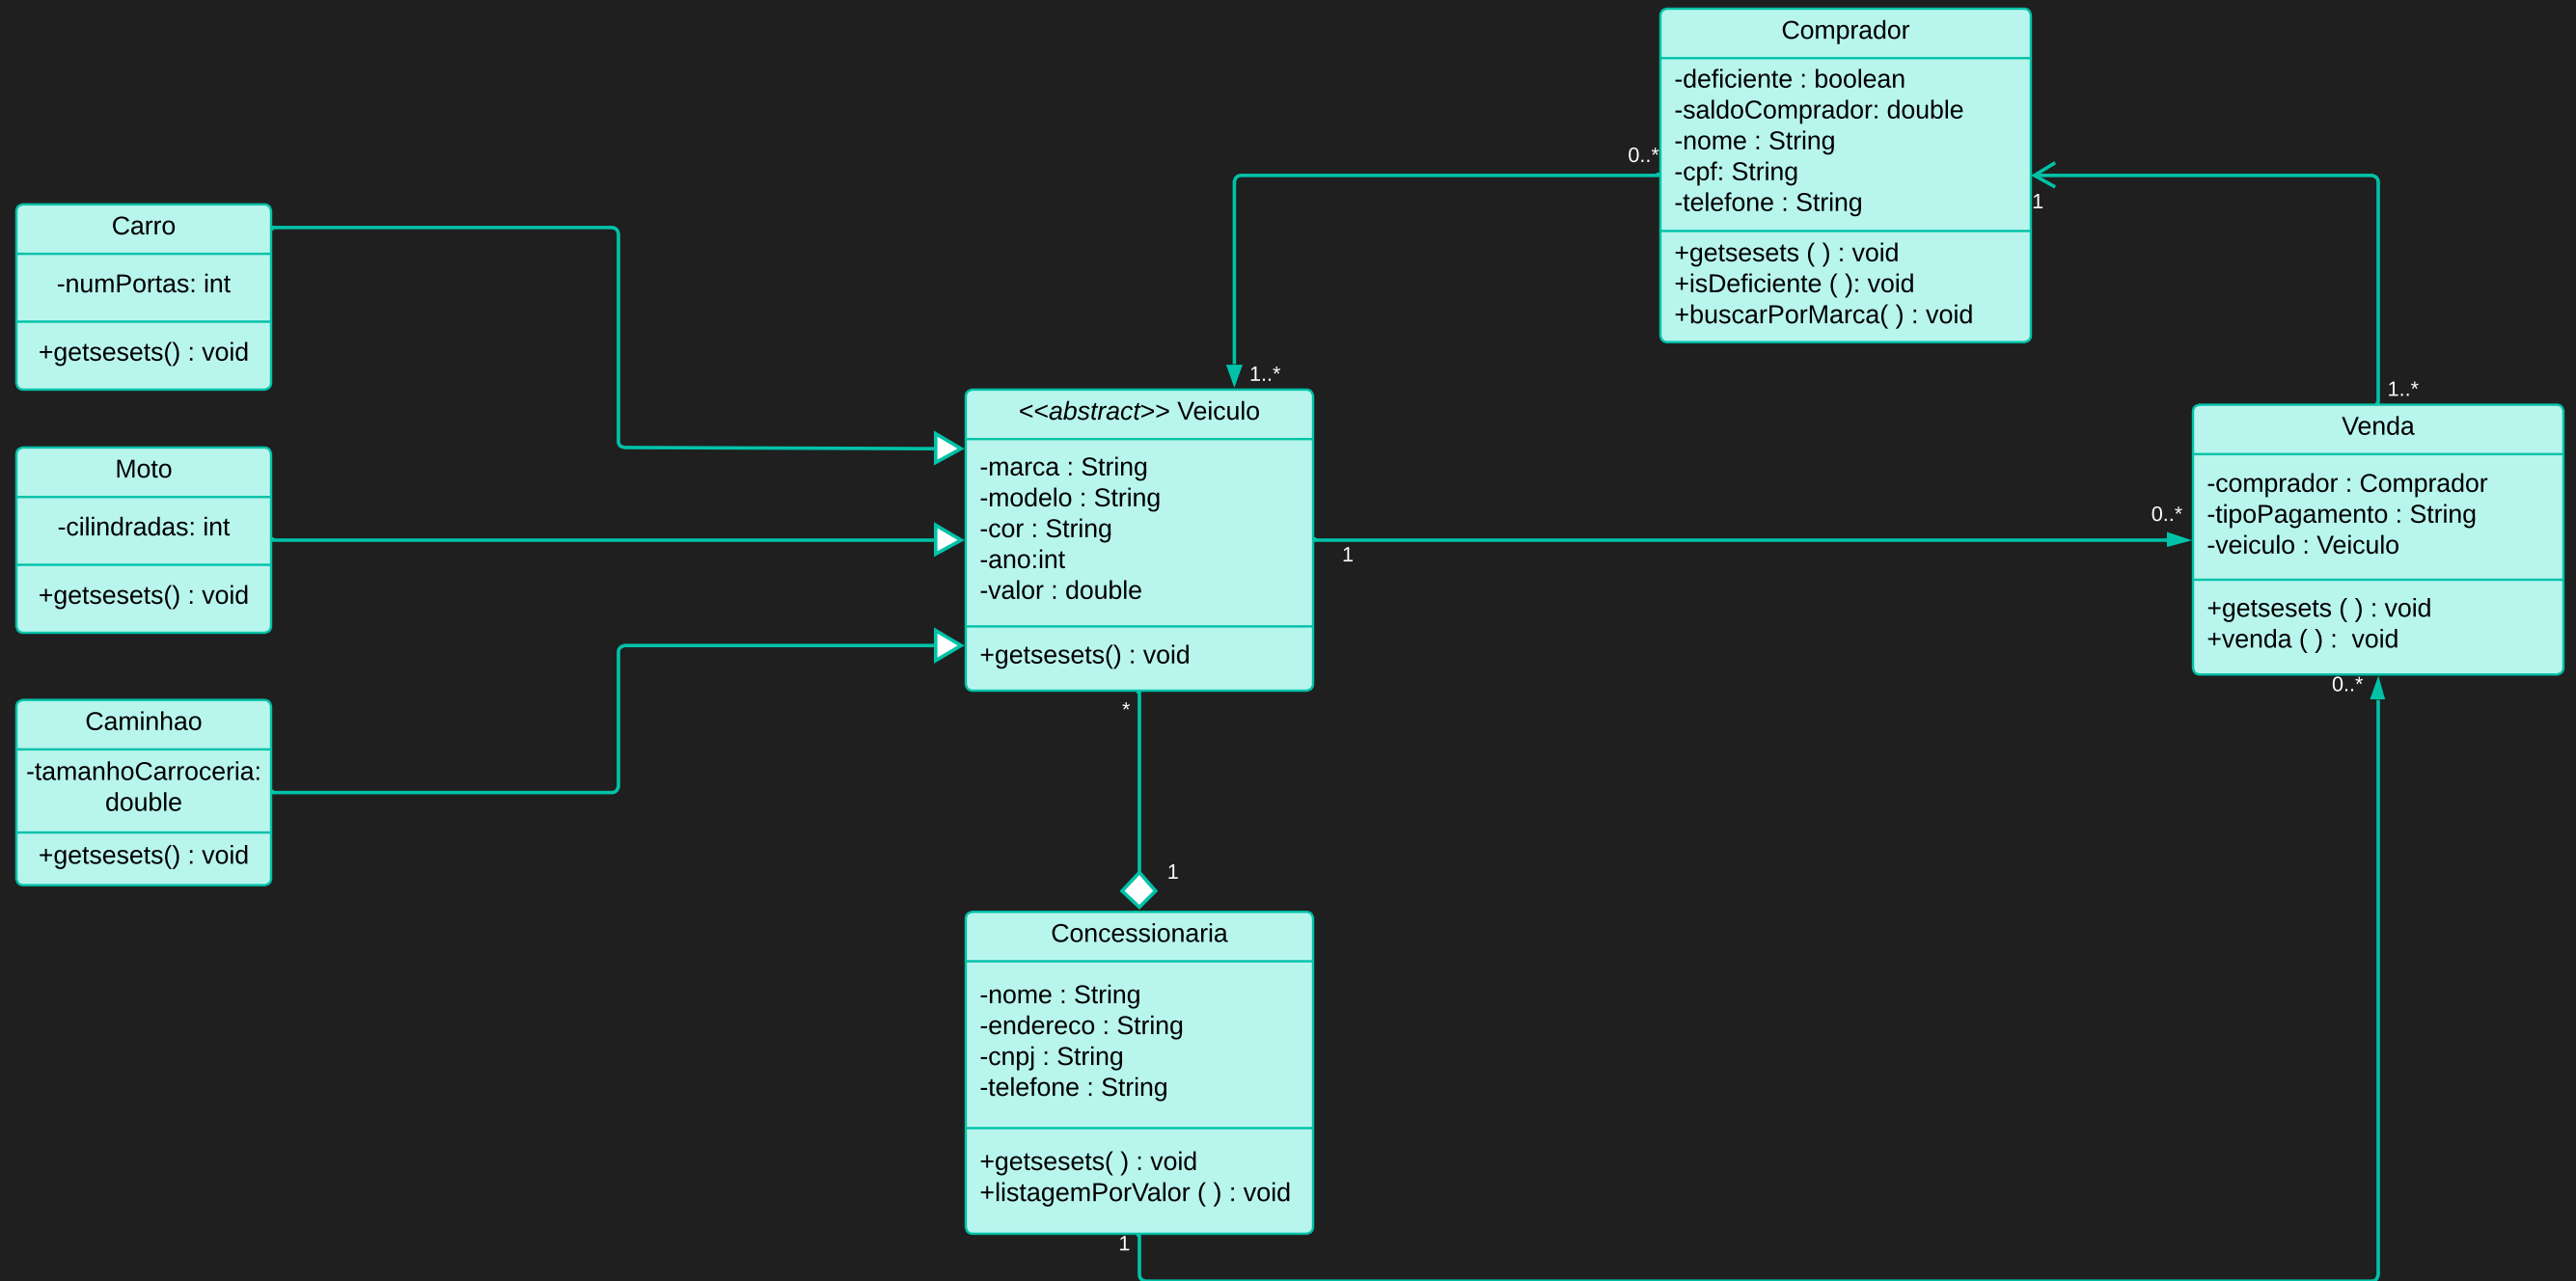 Comprador
-deficiente : boolean
-saldoComprador: double
-nome : String
-cpf: String
-telefone : String
+getsesets ( ) : void
+isDeficiente ( ): void
+buscarPorMarca( ) : void
0..*
1
Carro
-numPortas: int
+getsesets() : void
1..*
<<abstract>> Veiculo
-marca : String
-modelo : String
-cor : String
-ano:int
-valor : double
+getsesets() : void
1..*
Venda
-comprador : Comprador
-tipoPagamento : String
-veiculo : Veiculo
+getsesets ( ) : void
+venda ( ) :  void
Moto
-cilindradas: int
+getsesets() : void
0..*
1
0..*
Caminhao
-tamanhoCarroceria:
double
+getsesets() : void
*
1
Concessionaria
-nome : String
-endereco : String
-cnpj : String
-telefone : String
+getsesets( ) : void
+listagemPorValor ( ) : void
1